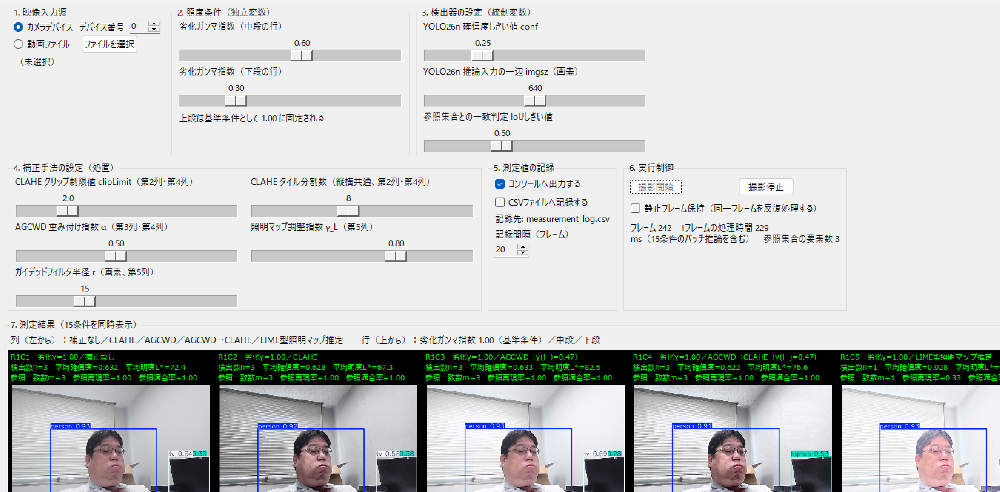 1. 映像入力源
カメラデバイス デバイス番号 0
動画ファイル ファイルを選択
（未選択）
2. 照度条件（独立変数）
劣化ガンマ指数（中段の行）
0.60
劣化ガンマ指数（下段の行）
0.30
上段は基準条件として 1.00 に固定される
3. 検出器の設定（統制変数）
YOLO26n 確信度しきい値 conf
0.25
YOLO26n 推論入力の一辺 imgsz（画素）
640
参照集合との一致判定 IoUしきい値
0.50
4. 補正手法の設定（処置）
CLAHE クリップ制限値 clipLimit（第2列・第4列）
2.0
AGCWD 重み付け指数 α（第3列・第4列）
0.50
ガイデッドフィルタ半径 r（画素、第5列）
15
CLAHE タイル分割数（縦横共通、第2列・第4列）
8
照明マップ調整指数 γ_L（第5列）
0.80
5. 測定値の記録
コンソールへ出力する
CSVファイルへ記録する
記録先: measurement_log.csv
記録間隔（フレーム）
20
6. 実行制御
撮影開始 撮影停止
静止フレーム保持（同一フレームを反復処理する）
フレーム 242 1フレームの処理時間 229
ms（15条件のバッチ推論を含む） 参照集合の要素数 3
7. 測定結果（15条件を同時表示）
列（左から）：補正なし／CLAHE／AGCWD／AGCWD→CLAHE／LIME型照明マップ推定 行（上から）：劣化ガンマ指数 1.00（基準条件）／中段／下段
R1C1 劣化γ=1.00／補正なし
検出数n=3 平均確信度=0.632 平均明度L*=72.4
参照一致数m=3 参照再現率=1.00 参照適合率=1.00
person 0.93
tv 0.64 0.33
R1C2 劣化γ=1.00／CLAHE
検出数n=3 平均確信度=0.628 平均明度L*=67.3
参照一致数m=3 参照再現率=1.00 参照適合率=1.00
person 0.92
tv 0.58 0.38
R1C3 劣化γ=1.00／AGCWD (γ(l¯)=0.47)
検出数n=3 平均確信度=0.633 平均明度L*=82.6
参照一致数m=3 参照再現率=1.00 参照適合率=1.00
person 0.93
tv 0.69 0.28
R1C4 劣化γ=1.00／AGCWD→CLAHE (γ(l¯)=0.47)
検出数n=3 平均確信度=0.622 平均明度L*=76.6
参照一致数m=3 参照再現率=1.00 参照適合率=1.00
person 0.91
laptop 0.53
R1C5 劣化γ=1.00／LIME型照明マップ推定
検出数n=1 平均確信度=0.928 平均明度L*=
参照一致数m=1 参照再現率=0.33 参照適合
person 0.93